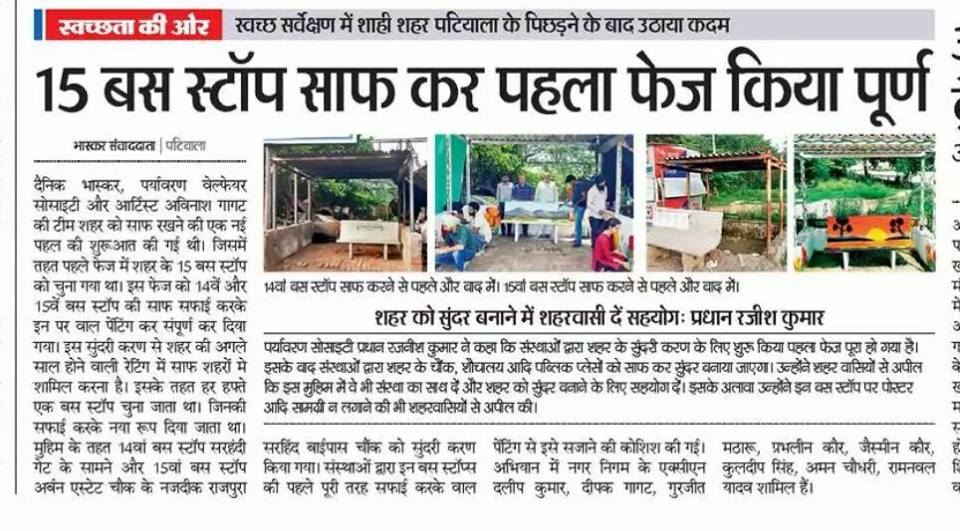 स्वच्छता की ओर
स्वच्छ सर्वेक्षण में शाही शहर पटियाला के पिछड़ने के बाद उठाया कदम
15 बस स्टॉप साफ कर पहला फेज किया पूर्ण
भास्कर संवाददाता | पटियाला
दैनिक भास्कर, पर्यावरण वेल्फेयर
सोसाइटी और आर्टिस्ट अविनाश गागट
की टीम शहर को साफ रखने की एक नई
पहल की शुरूआत की गई थी। जिसमें
तहत पहले फेज में शहर के 15 बस स्टॉप
को चुना गया था। इस फेज को 14वें और
15वें बस स्टॉप की साफ सफाई करके
इन पर वाल पेंटिंग कर संपूर्ण कर दिया
गया। इस सुंदरी करण से शहर की अगले
साल होने वाली रेटिंग में साफ शहरों मे
शामिल करना है। इसके तहत हर हफ्ते
एक बस स्टॉप चुना जाता था। जिनकी
सफाई करके नया रूप दिया जाता था।
मुहिम के तहत 14वां बस स्टॉप सरहंदी
गेट के सामने और 15वां बस स्टॉप
अर्बन एस्टेट चौक के नजदीक राजपुरा
14वां बस स्टॉप साफ करने से पहले और बाद में। 15वां बस स्टॉप साफ करने से पहले और बाद में।
शहर को सुंदर बनाने में शहरवासी दें सहयोग: प्रधान रजीश कुमार
पर्यावरण सोसाइटी प्रधान रजनीश कुमार ने कहा कि संस्थाओं द्वारा शहर के सुंदरी करण के लिए शुरू किया पहला फेज पूरा हो गया है।
इसके बाद संस्थाओं द्वारा शहर के चौंक, शौचालय आदि पब्लिक प्लेसों को साफ कर सुंदर बनाया जाएगा। उन्होंने शहर वासियों से अपील
कि इस मुहिम में वे भी संस्था का साथ दें और शहर को सुंदर बनाने के लिए सहयोग दें। इसके अलावा उन्होंने इन बस स्टॉप पर पोस्टर
आदि सामग्री न लगाने की भी शहरवासियों से अपील की।
सरहिंद बाईपास चौंक को सुंदरी करण
किया गया। संस्थाओं द्वारा इन बस स्टॉप्स
की पहले पूरी तरह सफाई करके वाल
पेंटिंग से इसे सजाने की कोशिश की गई।
अभियान में नगर निगम के एक्सीएन
दलीप कुमार, दीपक गागट, गुरजीत
मठारू, प्रभलीन कौर, जैस्मीन कौर,
कुलदीप सिंह, अमन चौधरी, रामनवल
यादव शामिल हैं।